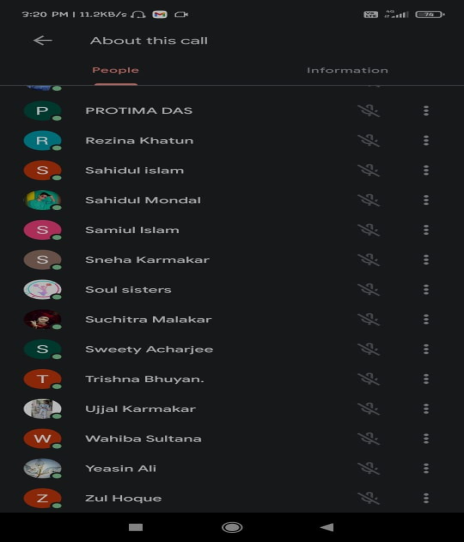 3:20 PM | 11.2KB/s
4G
76
About this call
People
Information
P PROTIMA DAS
R Rezina Khatun
S Sahidul islam
Sahidul Mondal
S Samiul Islam
S Sneha Karmakar
Soul sisters
Suchitra Malakar
S Sweety Acharjee
T Trishna Bhuyan.
Ujjal Karmakar
W Wahiba Sultana
Yeasin Ali
Z Zul Hoque